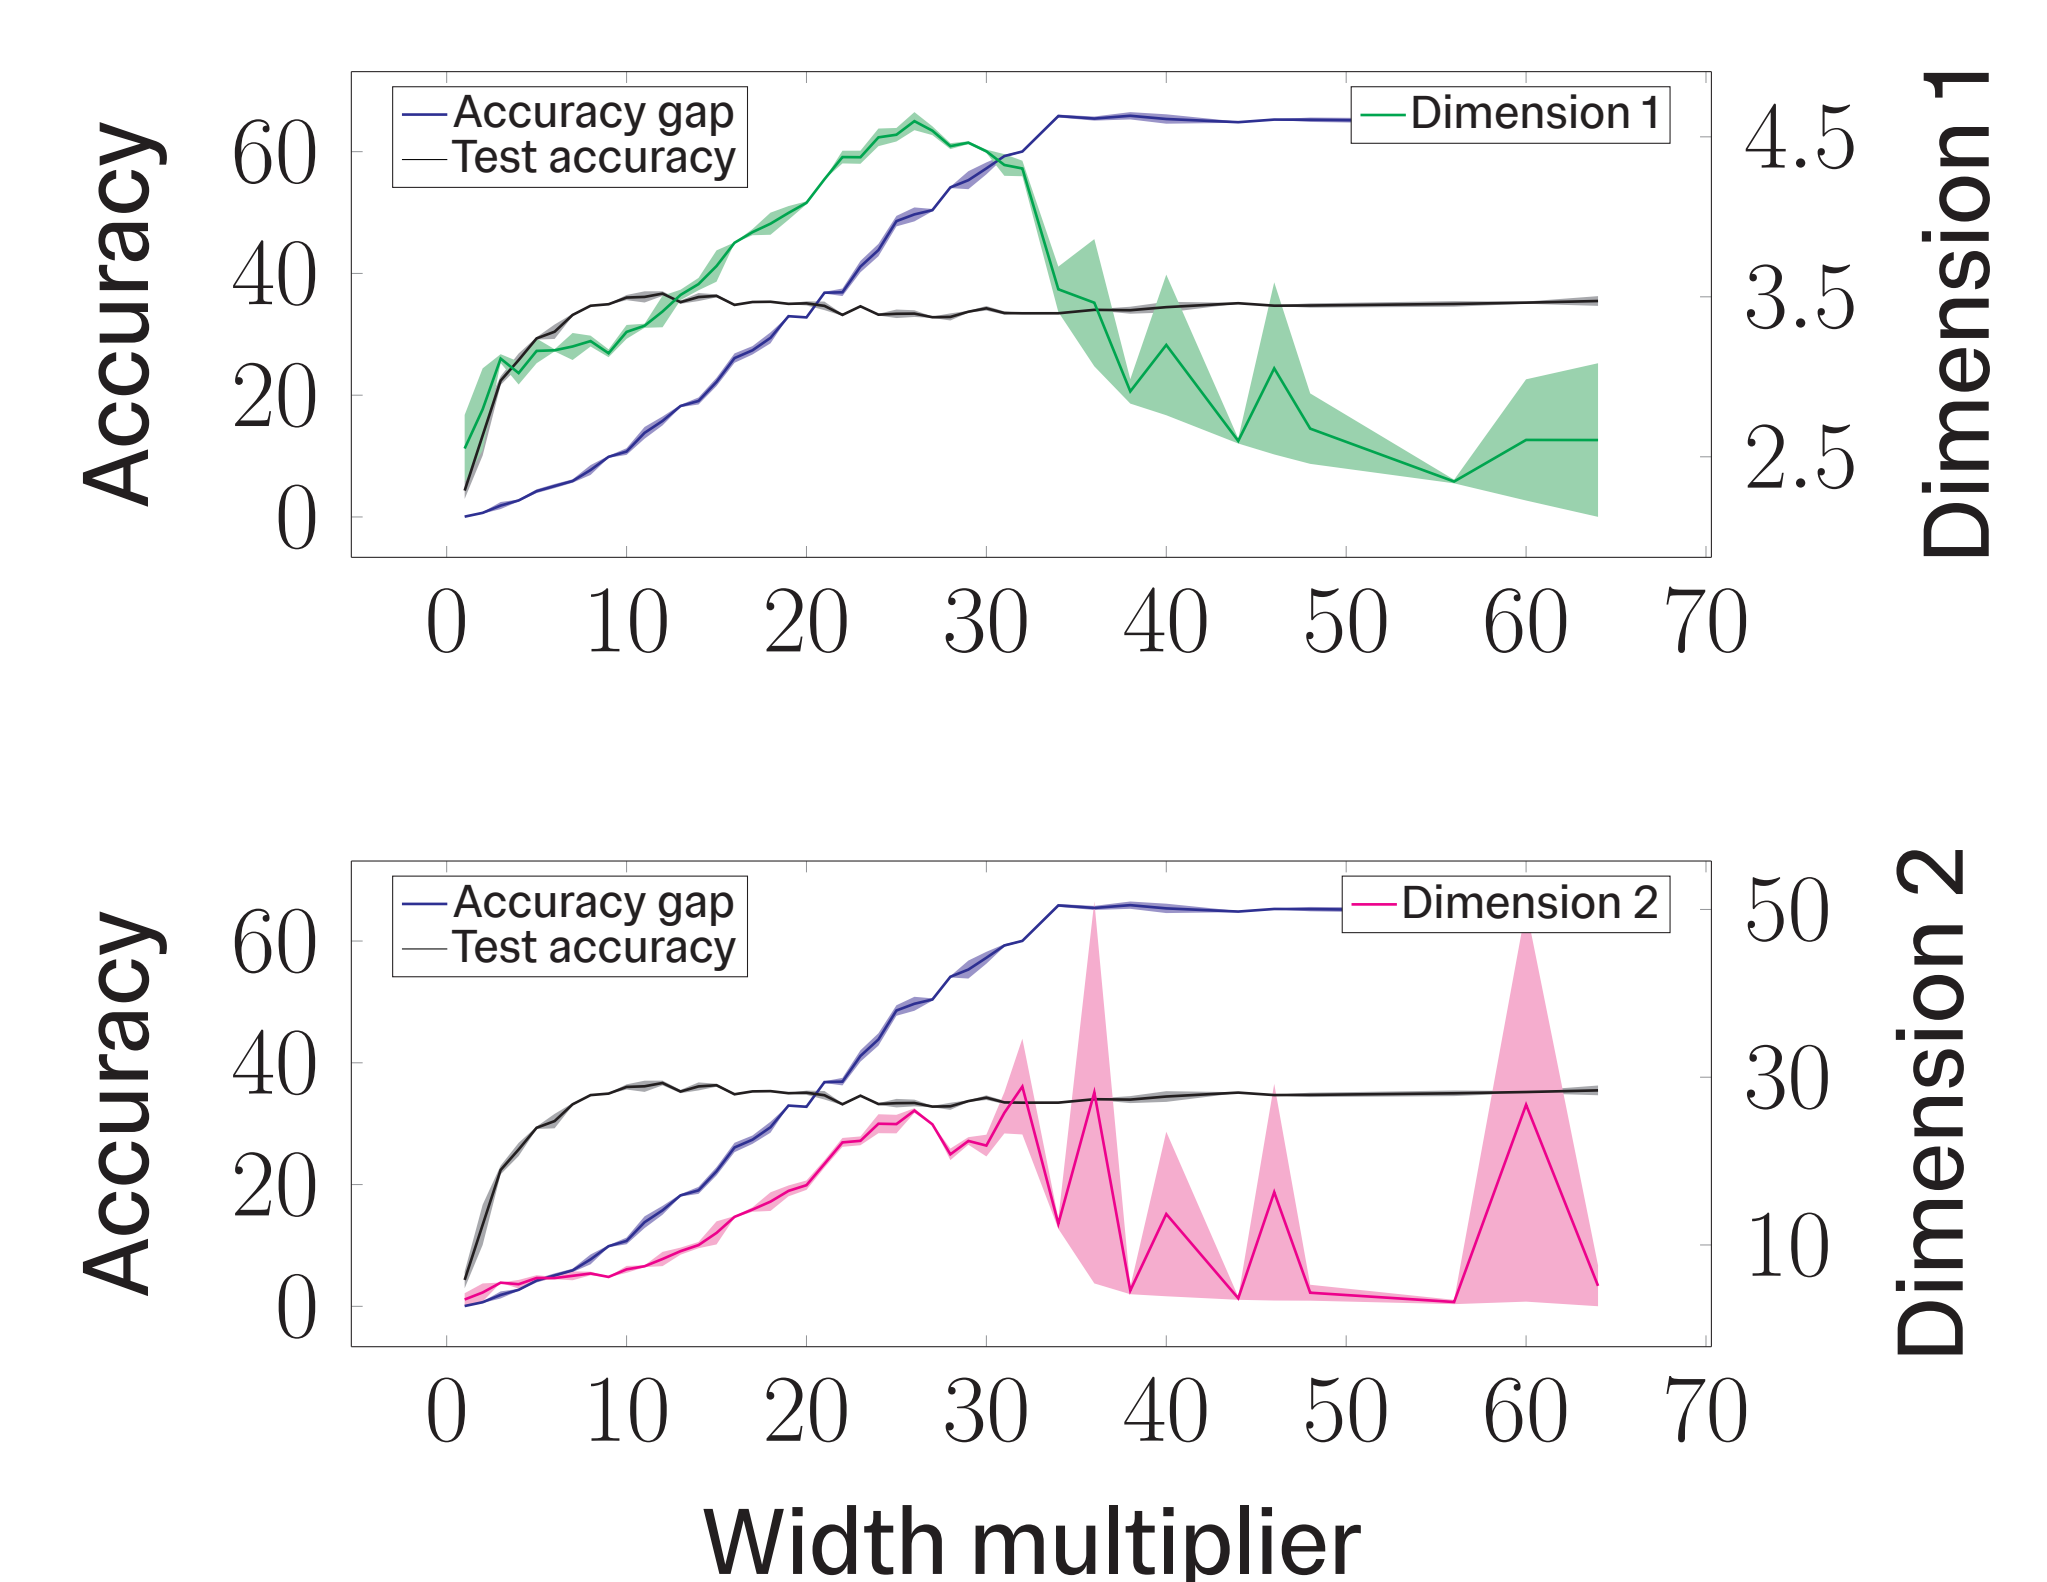 Accuracy gap
Test accuracy
Dimension 1
Accuracy
60
40
20
0
4.5
3.5
2.5
Dimension 1
0 10 20 30 40 50 60 70
Accuracy gap
Test accuracy
Dimension 2
Accuracy
60
40
20
0
50
30
10
Dimension 2
0 10 20 30 40 50 60 70
Width multiplier